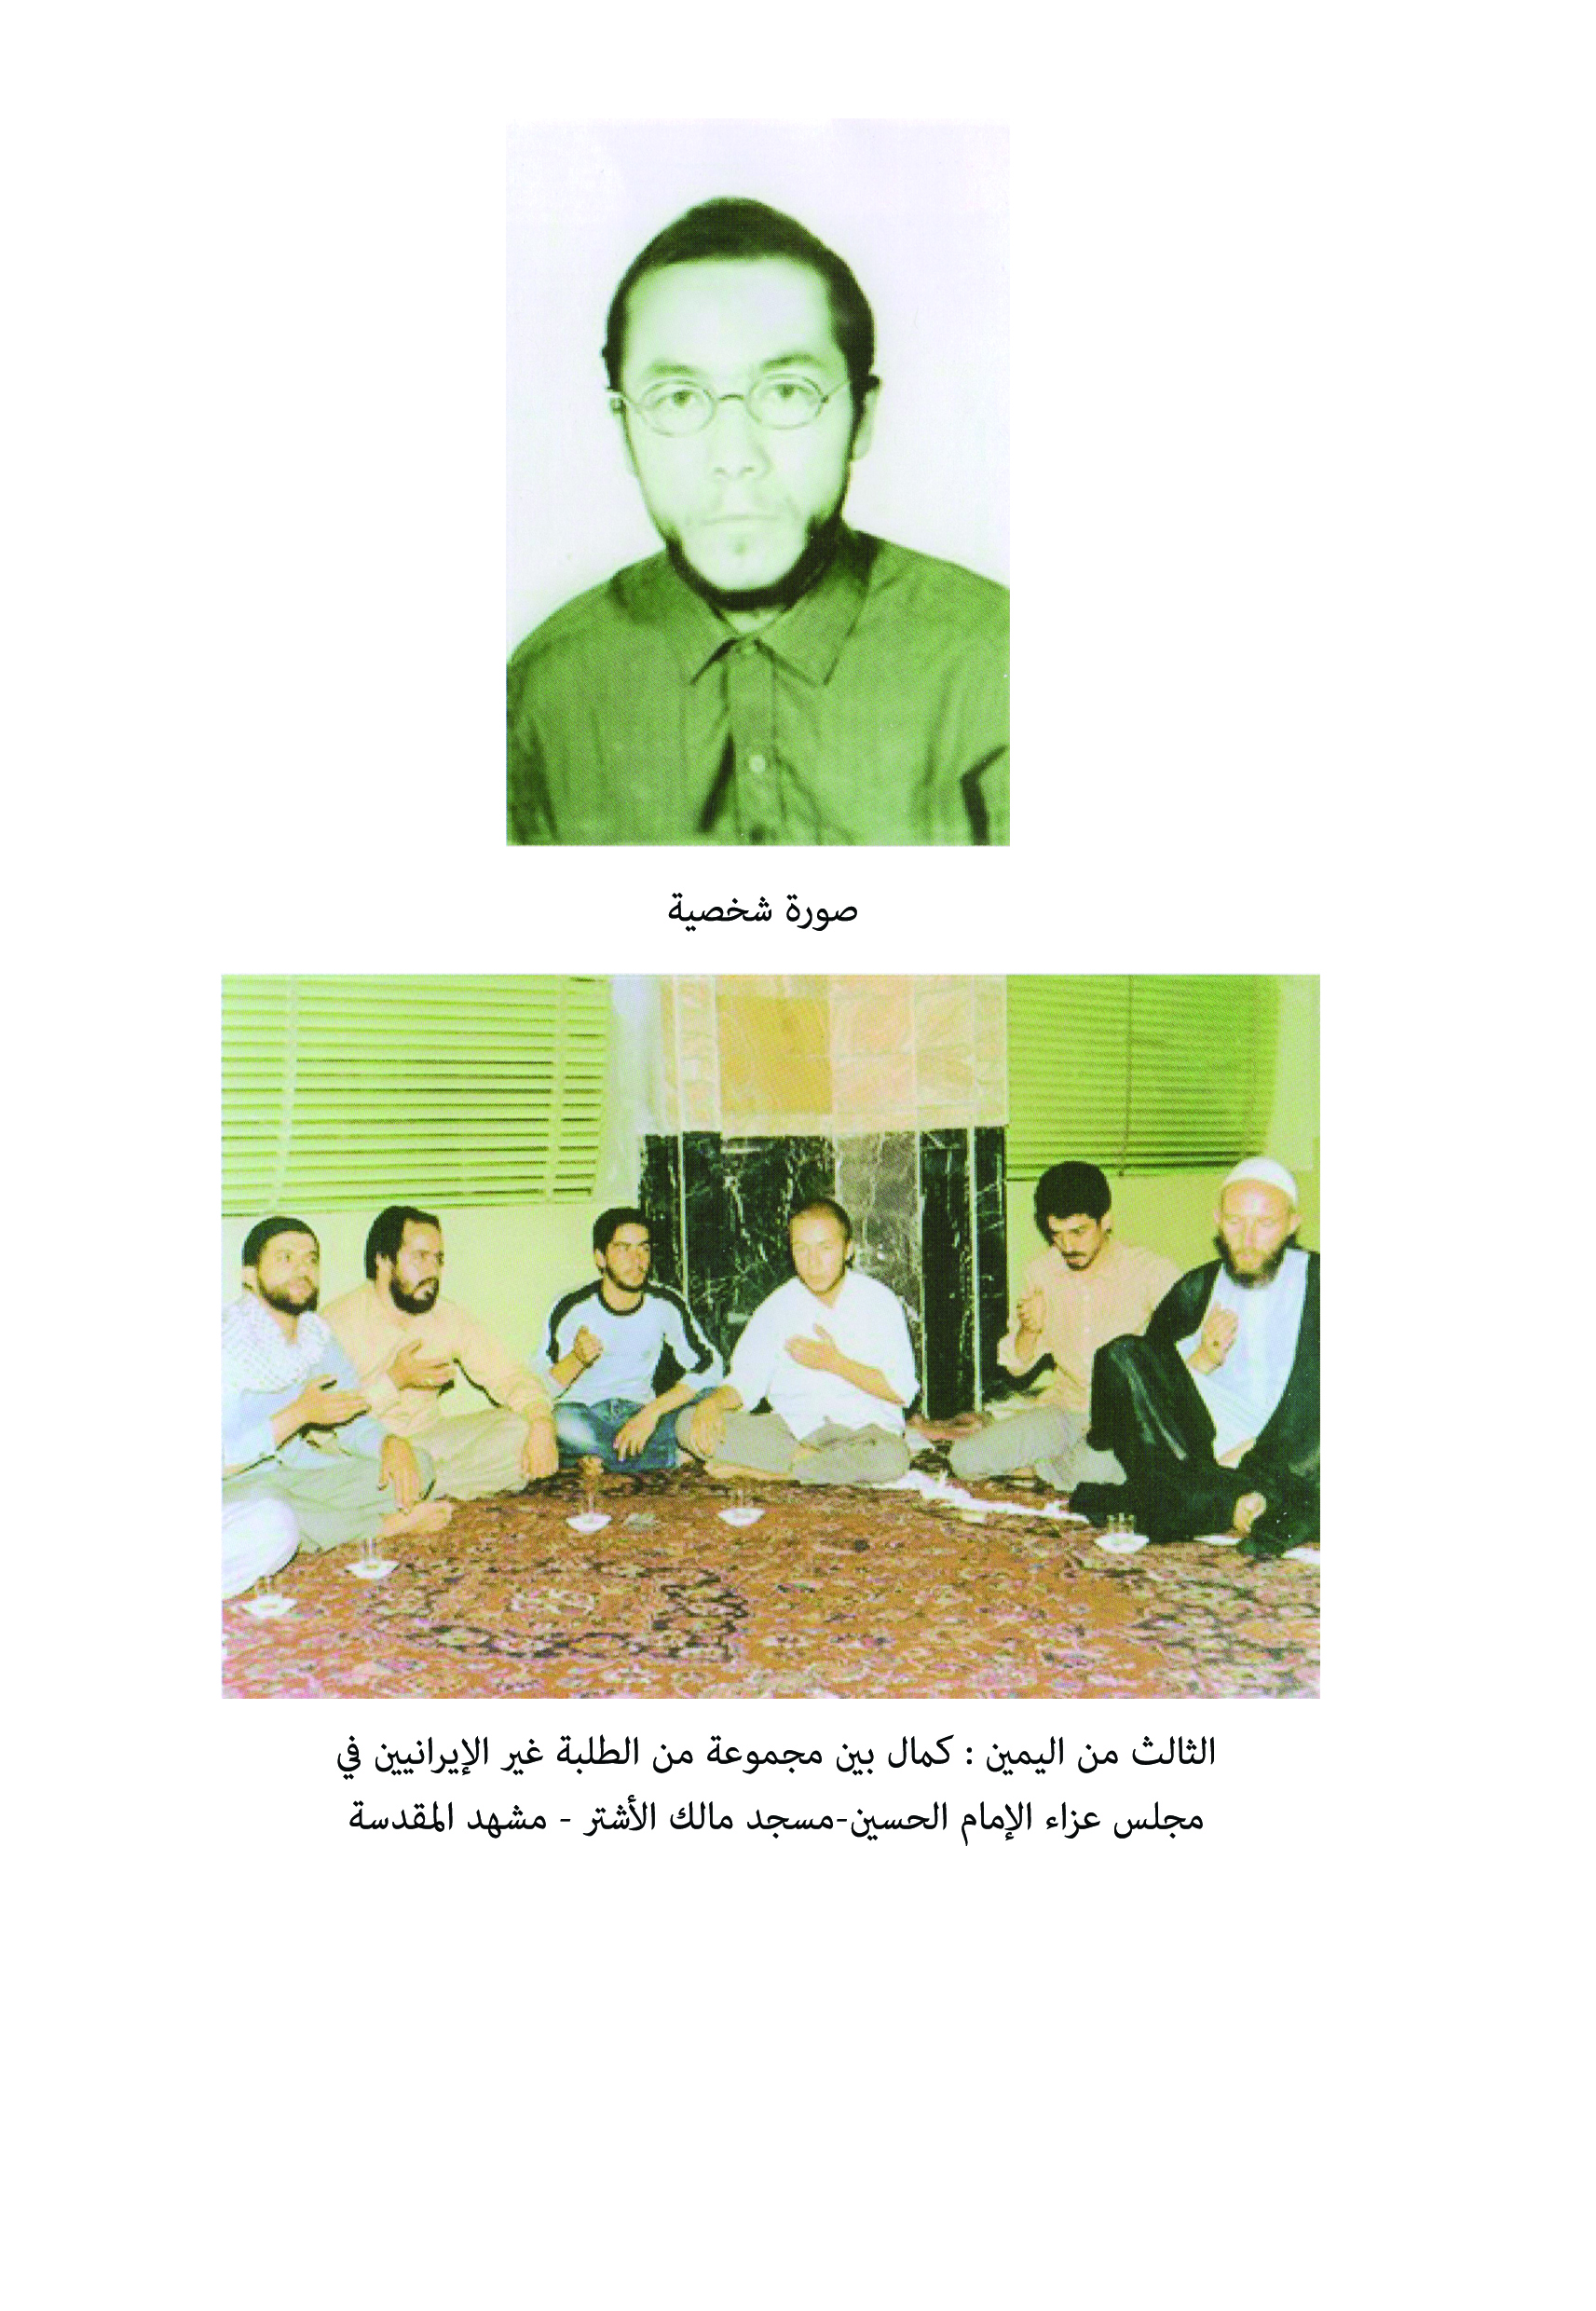 صورة شخصية
الثالث من اليمين : كمال بين مجموعة من الطلبة غير الإيرانيين في
مجلس عزاء الإمام الحسين-مسجد مالك الأشتر - مشهد المقدسة